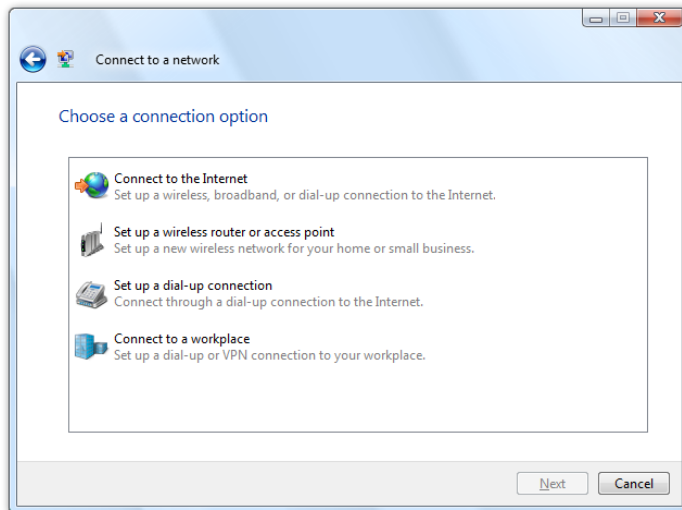 Connect to a network
Choose a connection option
Connect to the Internet
Set up a wireless, broadband, or dial-up connection to the Internet.
Set up a wireless router or access point
Set up a new wireless network for your home or small business.
Set up a dial-up connection
Connect through a dial-up connection to the Internet.
Connect to a workplace
Set up a dial-up or VPN connection to your workplace.
Next
Cancel